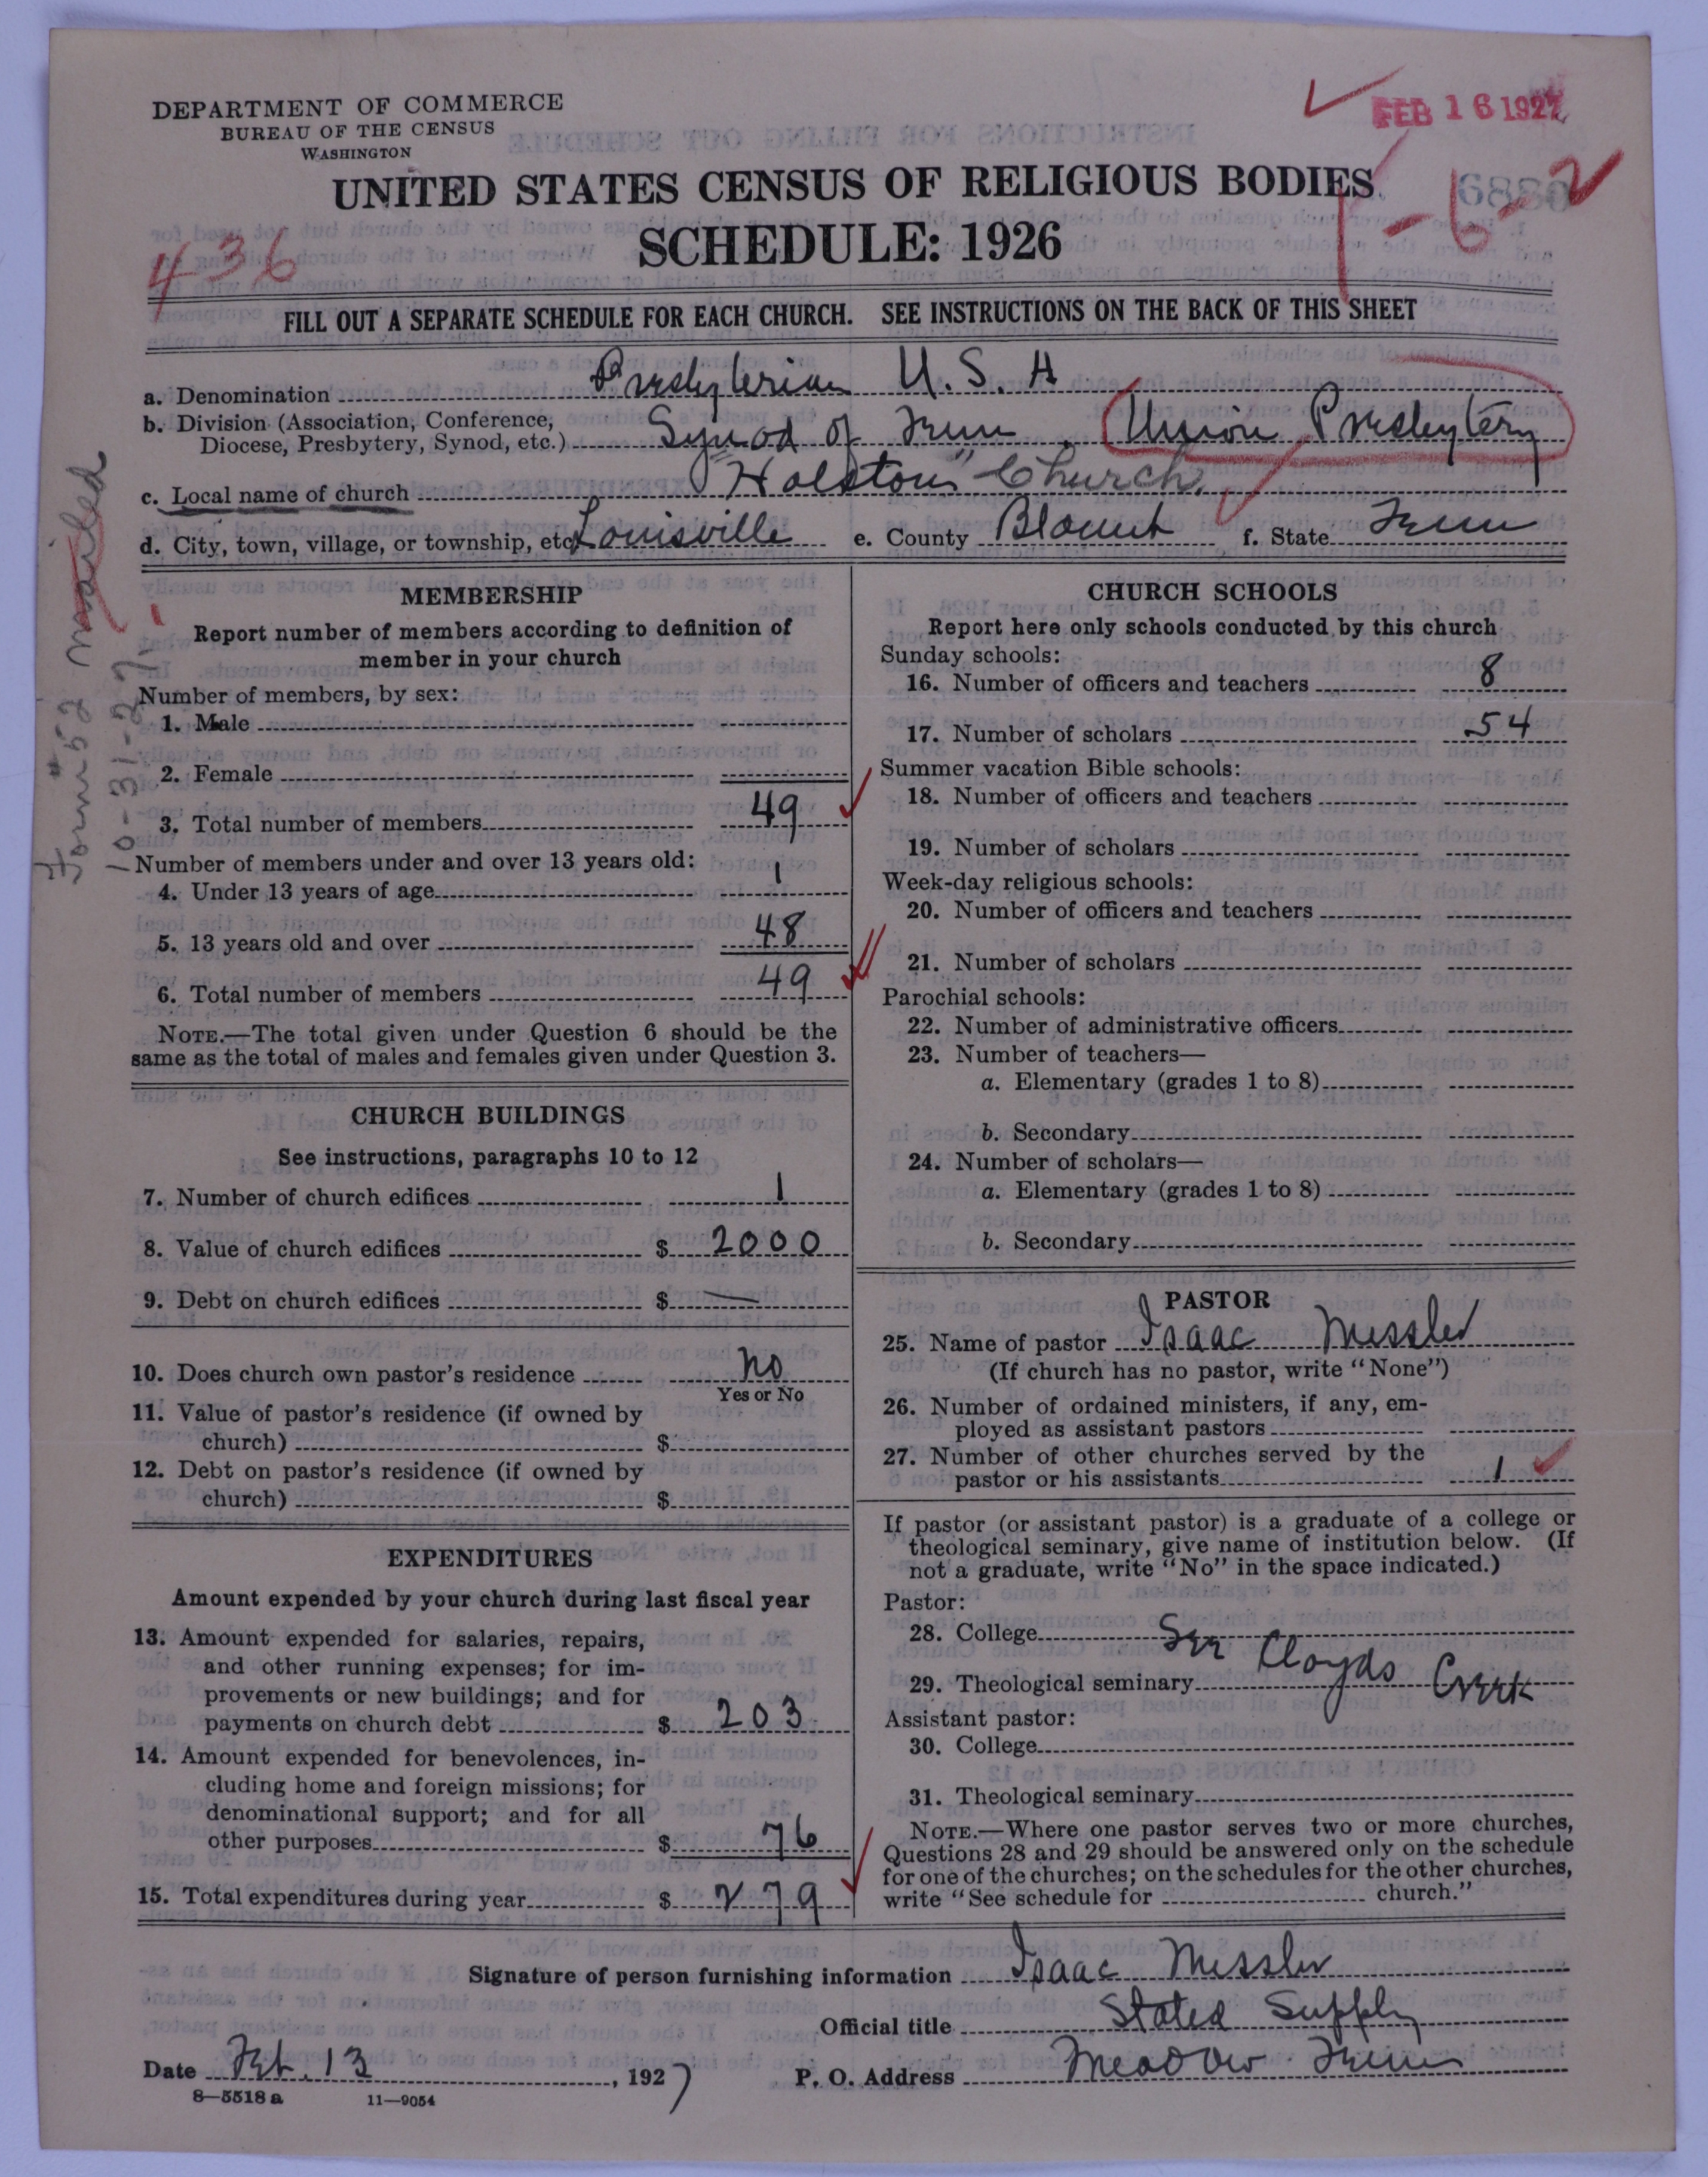 DEPARTMENT OF COMMERCE
BUREAU OF THE CENSUS
WASHINGTON
FEB 16 1927
UNITED STATES CENSUS OF RELIGIOUS BODIES
1-6-2
SCHEDULE: 1926
436
FILL OUT A SEPARATE SCHEDULE FOR EACH CHURCH. SEE INSTRUCTIONS ON THE BACK OF THIS SHEET
a. Denomination Presbyterian U.S.A
b. Division (Association, Conference,
Diocese, Presbytery, Synod, etc.) Synod of Tenn. Union Presbytery
c. Local name of church "Holston" Church.
d. City, town, village, or township, etc. Louisville e. County Blount f. State Tenn
Form 52 mailed
10-31-27.
MEMBERSHIP
Report number of members according to definition of
member in your church
Number of members, by sex:
1. Male
2. Female
3. Total number of members 49
Number of members under and over 13 years old:
4. Under 13 years of age 1
5. 13 years old and over 48
6. Total number of members 49
NOTE.—The total given under Question 6 should be the
same as the total of males and females given under Question 3.
CHURCH BUILDINGS
See instructions, paragraphs 10 to 12
7. Number of church edifices 1
8. Value of church edifices $ 2000
9. Debt on church edifices $ —
10. Does church own pastor's residence No
Yes or No
11. Value of pastor's residence (if owned by
church) $
12. Debt on pastor's residence (if owned by
church) $
EXPENDITURES
Amount expended by your church during last fiscal year
13. Amount expended for salaries, repairs,
and other running expenses; for im-
provements or new buildings; and for
payments on church debt $ 203
14. Amount expended for benevolences, in-
cluding home and foreign missions; for
denominational support; and for all
other purposes $ 76
15. Total expenditures during year $ 279
CHURCH SCHOOLS
Report here only schools conducted by this church
Sunday schools:
16. Number of officers and teachers 8
17. Number of scholars 54
Summer vacation Bible schools:
18. Number of officers and teachers
19. Number of scholars
Week-day religious schools:
20. Number of officers and teachers
21. Number of scholars
Parochial schools:
22. Number of administrative officers
23. Number of teachers—
a. Elementary (grades 1 to 8)
b. Secondary
24. Number of scholars—
a. Elementary (grades 1 to 8)
b. Secondary
PASTOR
25. Name of pastor Isaac Messler
(If church has no pastor, write "None")
26. Number of ordained ministers, if any, em-
ployed as assistant pastors
27. Number of other churches served by the
pastor or his assistants 1
If pastor (or assistant pastor) is a graduate of a college or
theological seminary, give name of institution below. (If
not a graduate, write "No" in the space indicated.)
Pastor:
28. College See Cloyds Creek
29. Theological seminary
Assistant pastor:
30. College
31. Theological seminary
NOTE.—Where one pastor serves two or more churches,
Questions 28 and 29 should be answered only on the schedule
for one of the churches; on the schedules for the other churches,
write "See schedule for church."
Signature of person furnishing information Isaac Messler
Official title Stated Supply
Date Feb. 13, 1927 P. O. Address Meadow Tenn
8—5518 a 11—9054